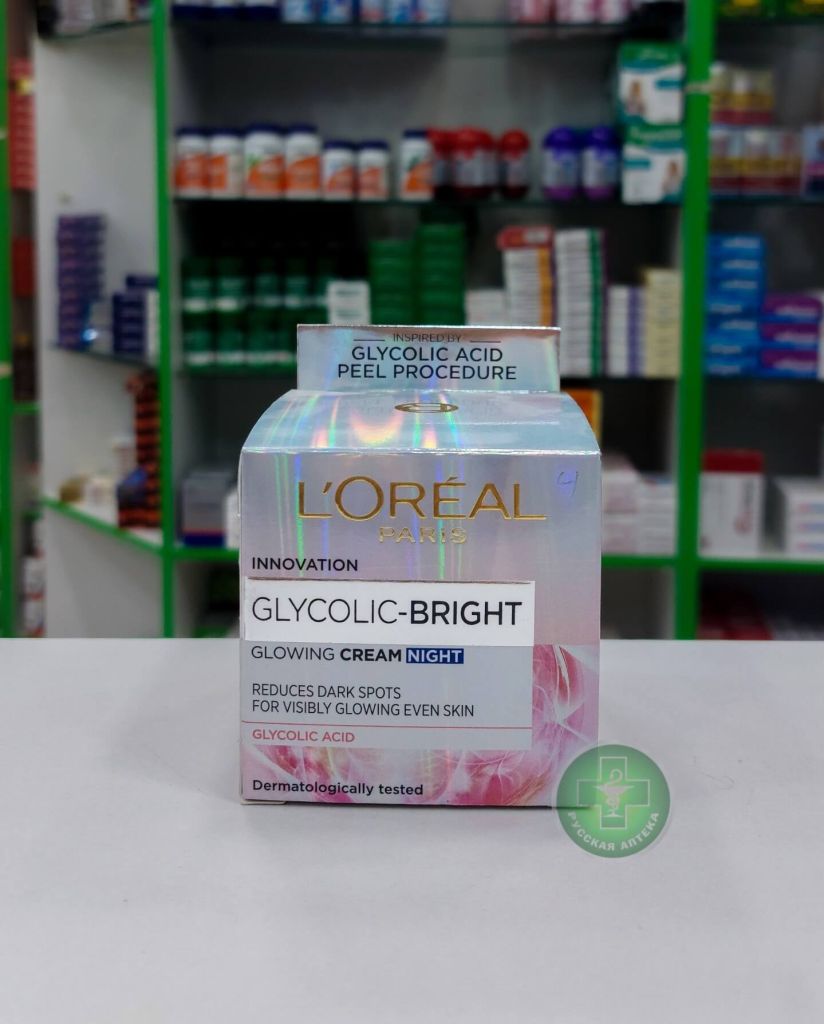 INSPIRED BY
GLYCOLIC ACID
PEEL PROCEDURE
L'ORÉAL
PARIS
INNOVATION
GLYCOLIC-BRIGHT
GLOWING CREAM NIGHT
REDUCES DARK SPOTS
FOR VISIBLY GLOWING EVEN SKIN
GLYCOLIC ACID
Dermatologically tested
РУССКАЯ АПТЕКА